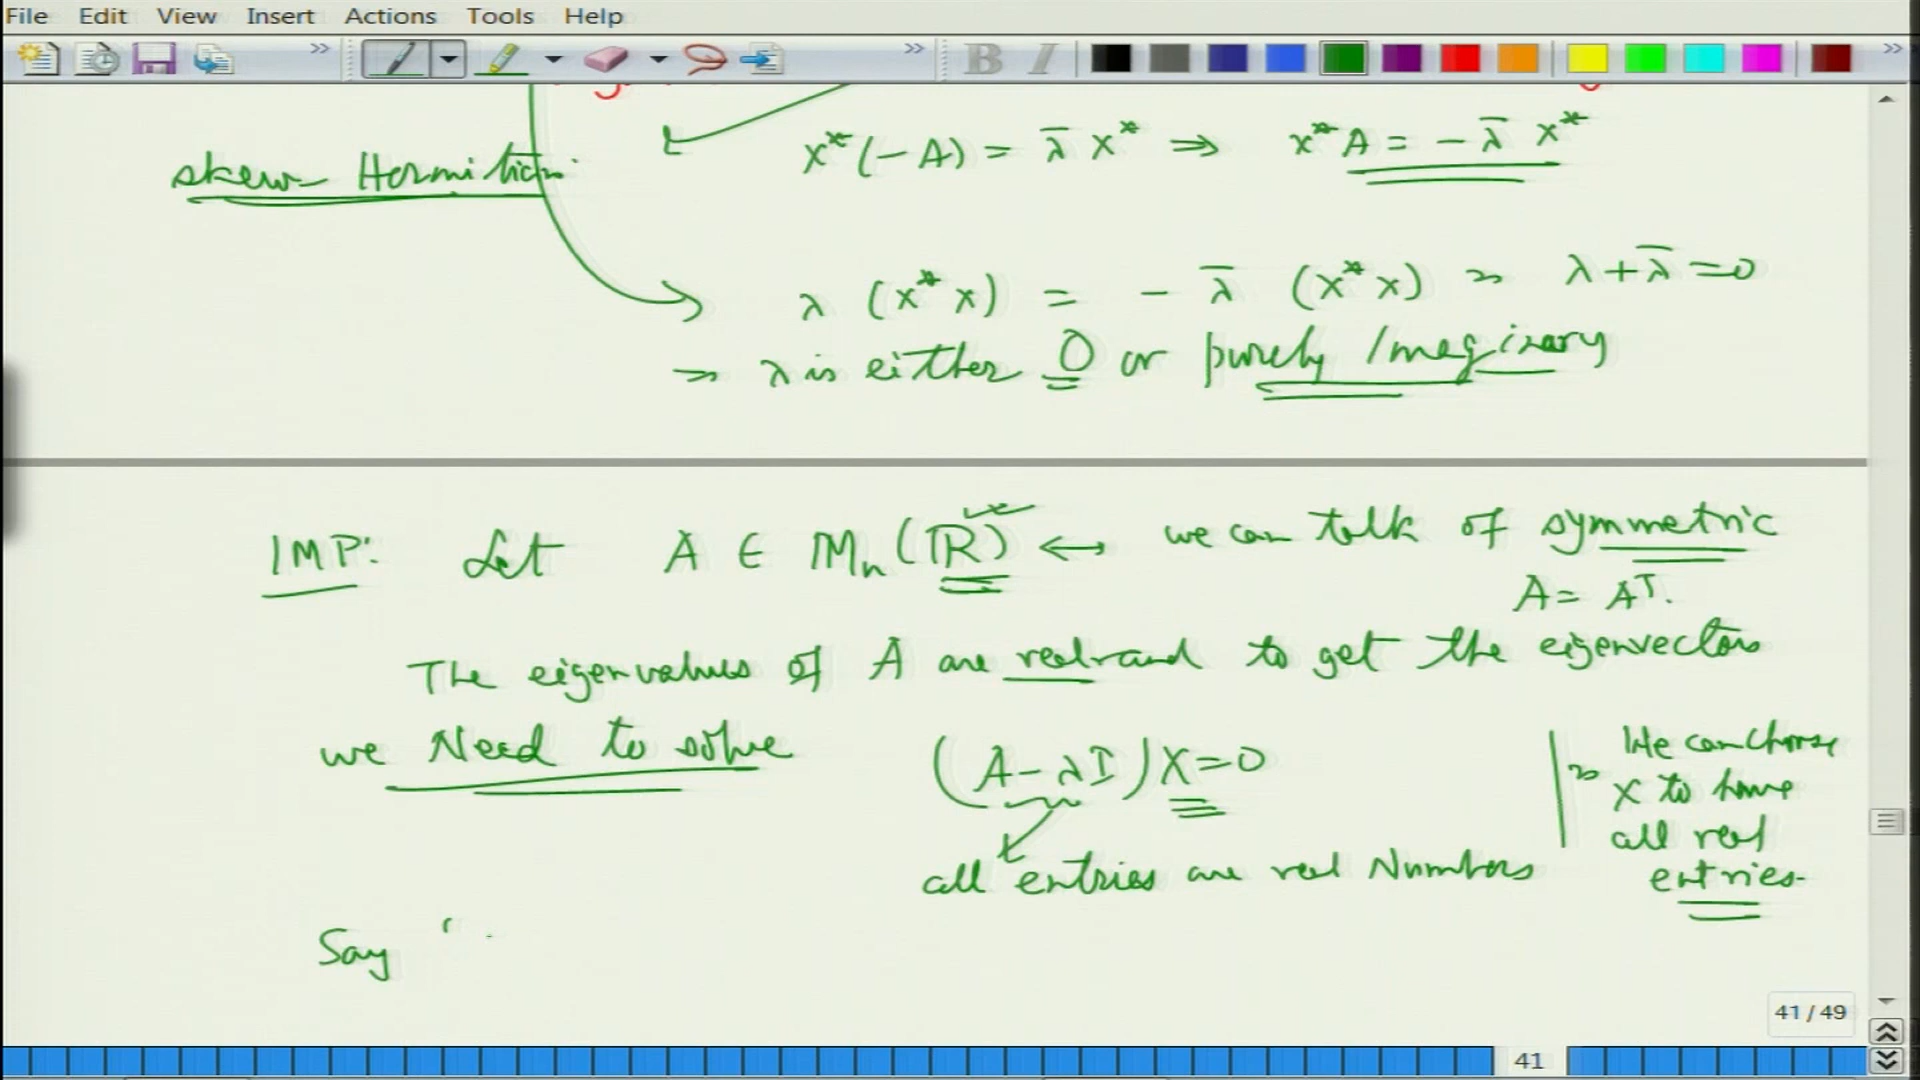 File Edit View Insert Actions Tools Help
B I
x*(-A) = λ̄ x* ⇒ x*A = -λ̄ x*
skew-Hermitian.
λ (x*x) = - λ̄ (x*x) ⇒ λ+λ̄=0
⇒ λ is either 0 or purely Imaginary
IMP: Let A ∈ Mn(ℝ) ↔ we can talk of symmetric
A = Aᵀ.
The eigenvalues of A are real and to get the eigenvectors
we Need to solve (A-λI)X=0
all entries are real Numbers
⇒ We can choose
X to have
all real
entries.
Say
41 / 49
41